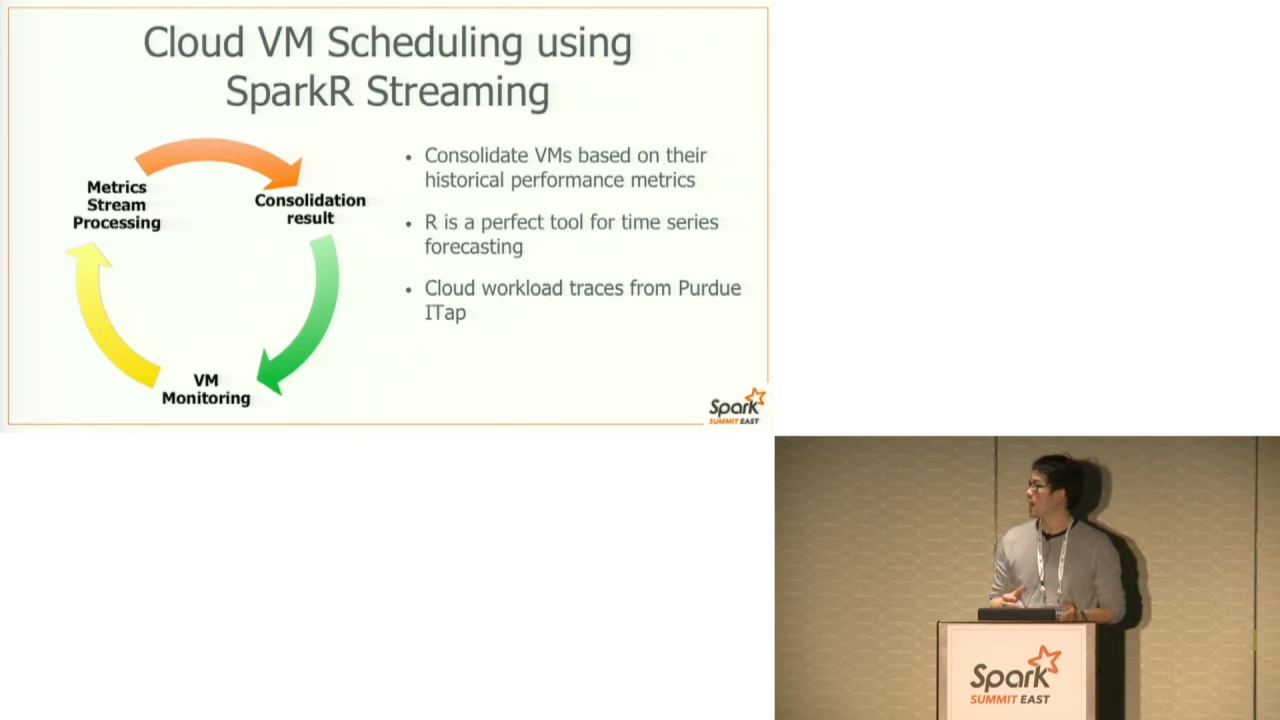 Cloud VM Scheduling using
SparkR Streaming
Metrics
Stream
Processing
Consolidation
result
VM
Monitoring
• Consolidate VMs based on their
historical performance metrics
• R is a perfect tool for time series
forecasting
• Cloud workload traces from Purdue
ITap
Spark
SUMMIT EAST
Spark
SUMMIT EAST